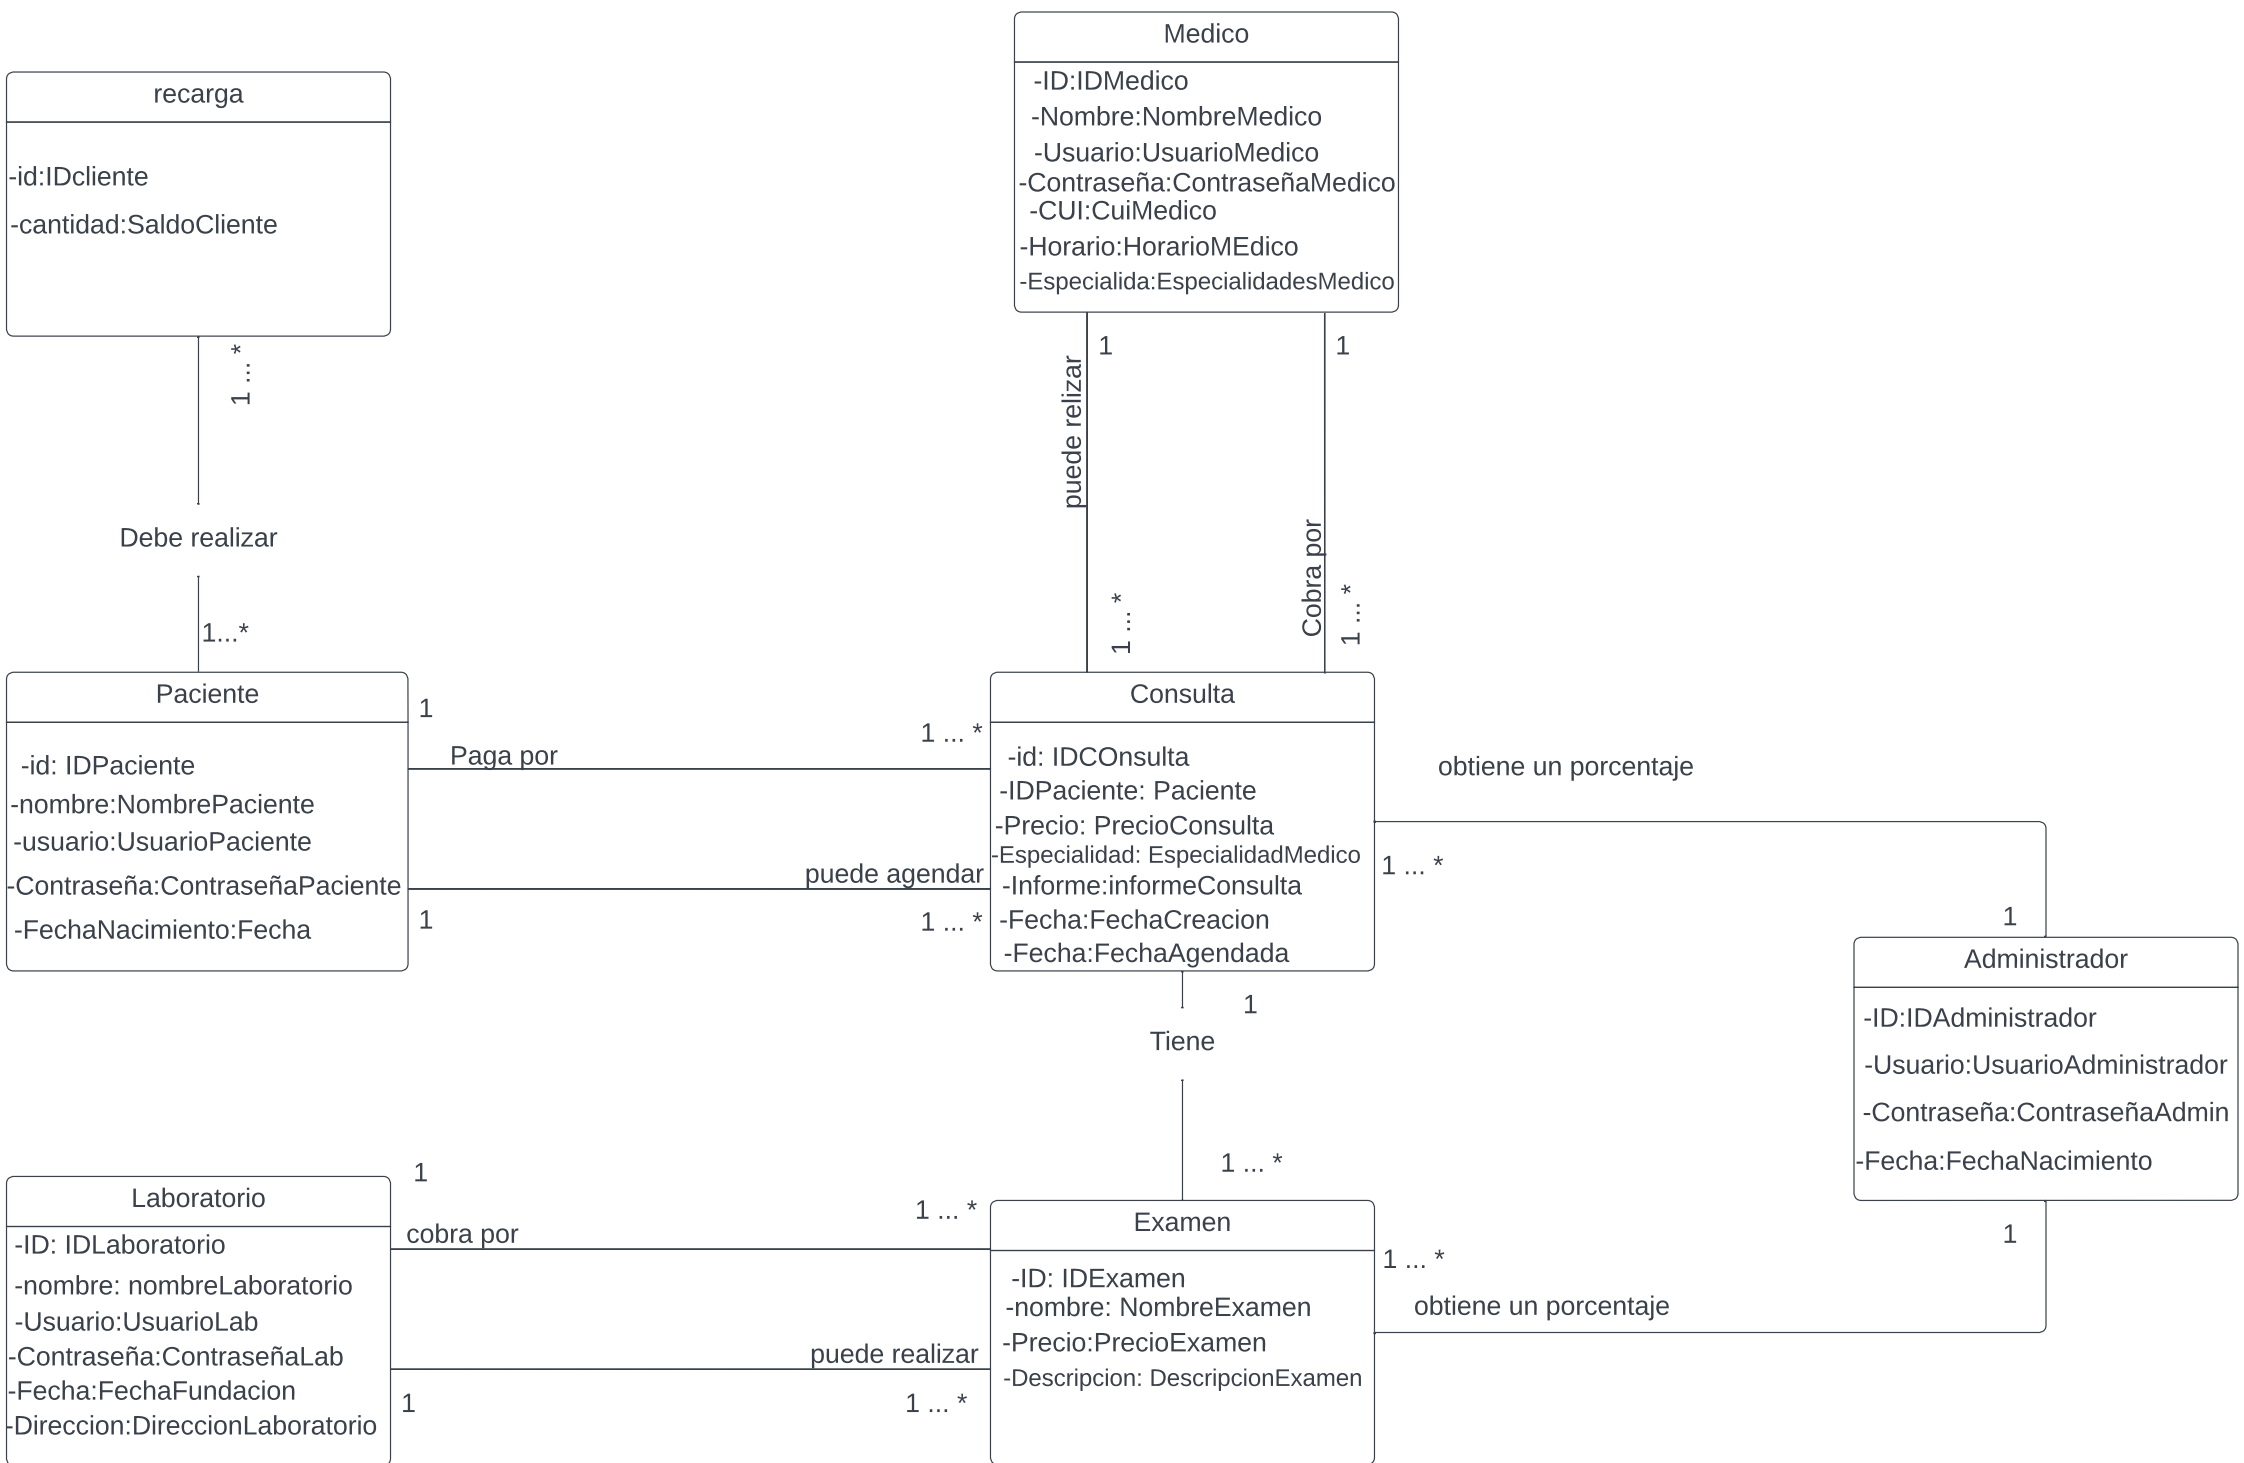 Medico
-ID:IDMedico
-Nombre:NombreMedico
-Usuario:UsuarioMedico
-Contraseña:ContraseñaMedico
-CUI:CuiMedico
-Horario:HorarioMEdico
-Especialida:EspecialidadesMedico
recarga
-id:IDcliente
-cantidad:SaldoCliente
1 ... *
Debe realizar
1...*
1
puede relizar
1 ... *
1
Cobra por
1 ... *
Paciente
-id: IDPaciente
-nombre:NombrePaciente
-usuario:UsuarioPaciente
-Contraseña:ContraseñaPaciente
-FechaNacimiento:Fecha
1
Paga por
1 ... *
puede agendar
1
1 ... *
Consulta
-id: IDCOnsulta
-IDPaciente: Paciente
-Precio: PrecioConsulta
-Especialidad: EspecialidadMedico
-Informe:informeConsulta
-Fecha:FechaCreacion
-Fecha:FechaAgendada
obtiene un porcentaje
1 ... *
1
Administrador
-ID:IDAdministrador
-Usuario:UsuarioAdministrador
-Contraseña:ContraseñaAdmin
-Fecha:FechaNacimiento
1
Tiene
1 ... *
Laboratorio
-ID: IDLaboratorio
-nombre: nombreLaboratorio
-Usuario:UsuarioLab
-Contraseña:ContraseñaLab
-Fecha:FechaFundacion
-Direccion:DireccionLaboratorio
1
cobra por
1 ... *
puede realizar
1
1 ... *
Examen
-ID: IDExamen
-nombre: NombreExamen
-Precio:PrecioExamen
-Descripcion: DescripcionExamen
1 ... *
obtiene un porcentaje
1